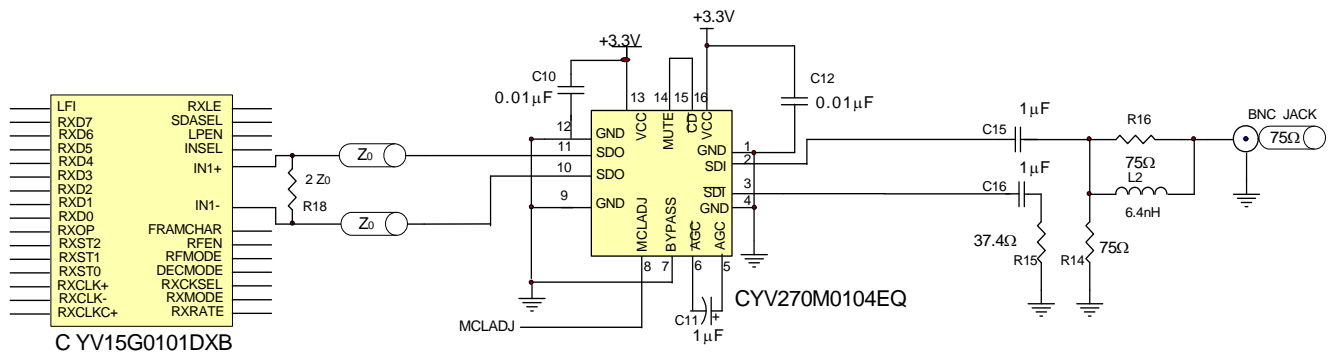 +3.3V
+3.3V
C10
0.01µF
C12
0.01µF
13 14 15 16
VCC
MUTE
CD
VCC
12 GND
11 SDO
10 SDO
9 GND
GND 1
SDI 2
SDI 3
GND 4
MCLADJ
BYPASS
AGC
AGC
8 7 6 5
CYV270M0104EQ
C11
+
1µF
MCLADJ
LFI
RXD7
RXD6
RXD5
RXD4
RXD3
RXD2
RXD1
RXD0
RXOP
RXST2
RXST1
RXST0
RXCLK+
RXCLK-
RXCLKC+
RXLE
SDASEL
LPEN
INSEL
IN1+
IN1-
FRAMCHAR
RFEN
RFMODE
DECMODE
RXCKSEL
RXMODE
RXRATE
C YV15G0101DXB
Z0
2 Z0
R18
Z0
1µF
C15
1µF
C16
37.4Ω
R15
R16
75Ω
L2
6.4nH
75Ω
R14
BNC JACK
75Ω